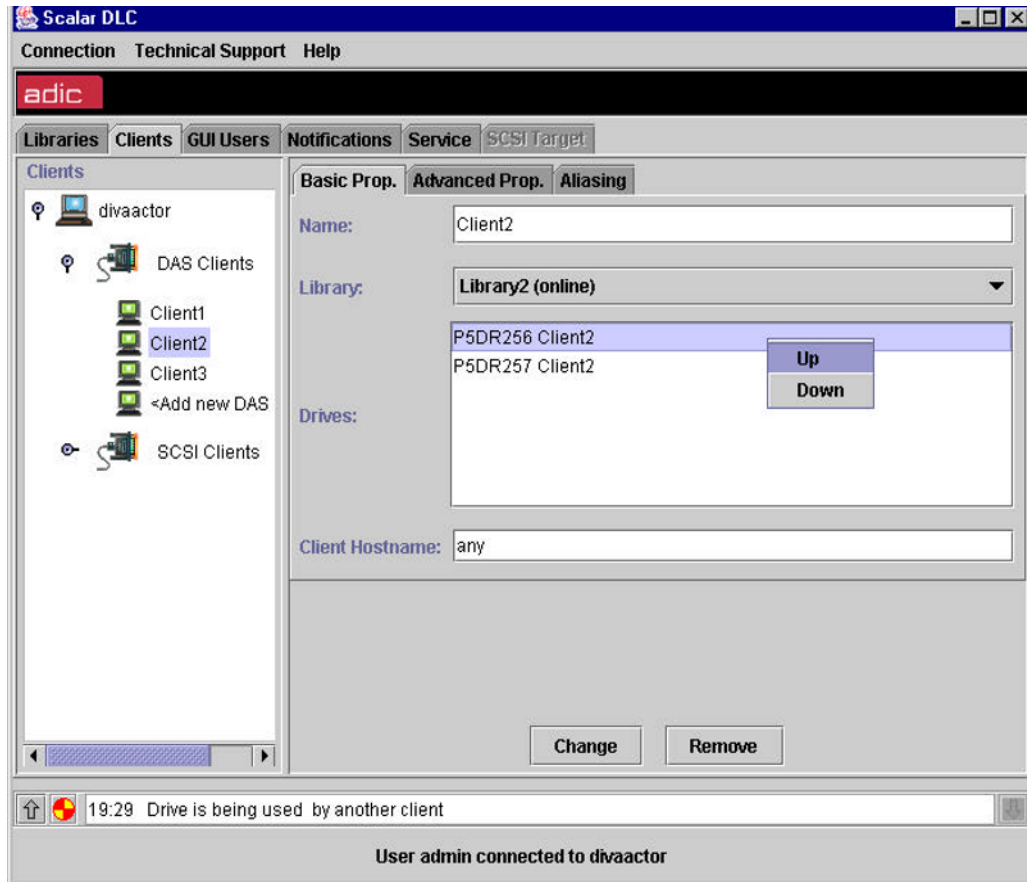 Scalar DLC
Connection Technical Support Help
adic
Libraries Clients GUI Users Notifications Service SCSI Target
Clients
divaactor
DAS Clients
Client1
Client2
Client3
<Add new DAS
SCSI Clients
Basic Prop. Advanced Prop. Aliasing
Name: Client2
Library: Library2 (online)
Drives:
P5DR256 Client2
P5DR257 Client2
Up
Down
Client Hostname: any
Change Remove
19:29 Drive is being used by another client
User admin connected to divaactor